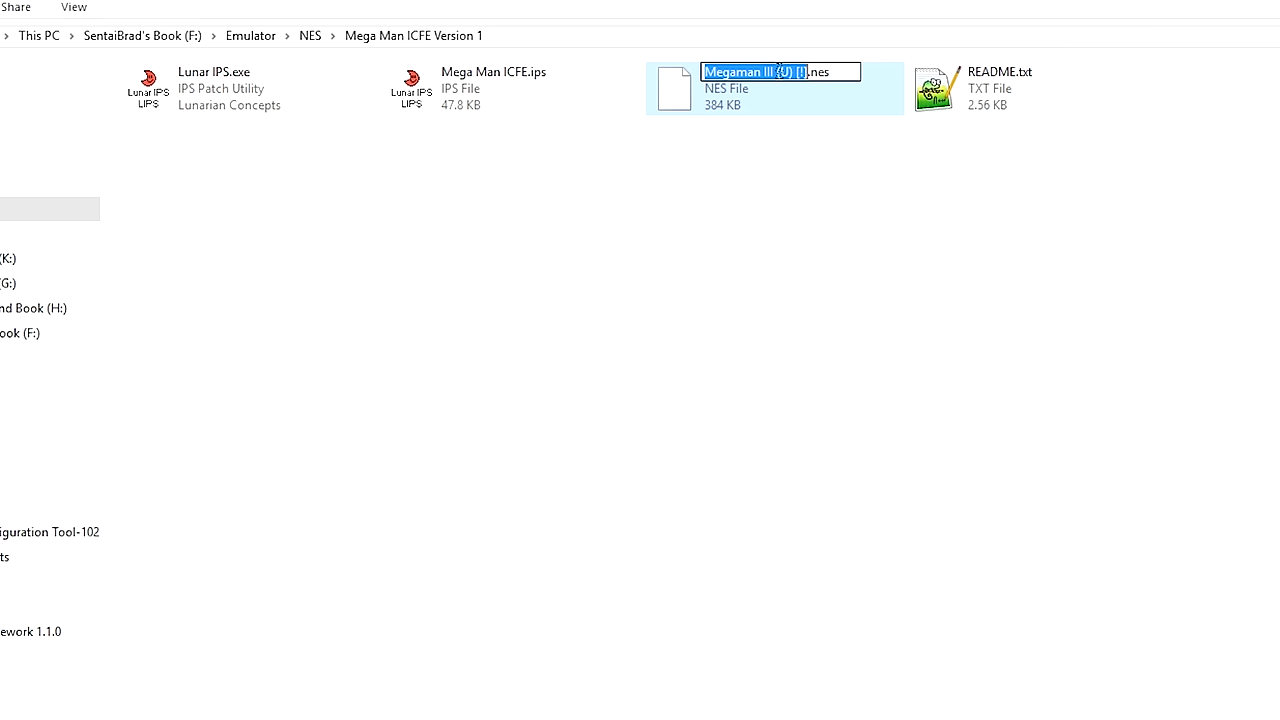 Share View
This PC > SentaiBrad's Book (F:) > Emulator > NES > Mega Man ICFE Version 1
Lunar IPS
LIPS
Lunar IPS.exe
IPS Patch Utility
Lunarian Concepts
Lunar IPS
LIPS
Mega Man ICFE.ips
IPS File
47.8 KB
Megaman III (U) [!].nes
NES File
384 KB
README.txt
TXT File
2.56 KB
(K:)
(G:)
nd Book (H:)
ook (F:)
iguration Tool-102
ts
ework 1.1.0